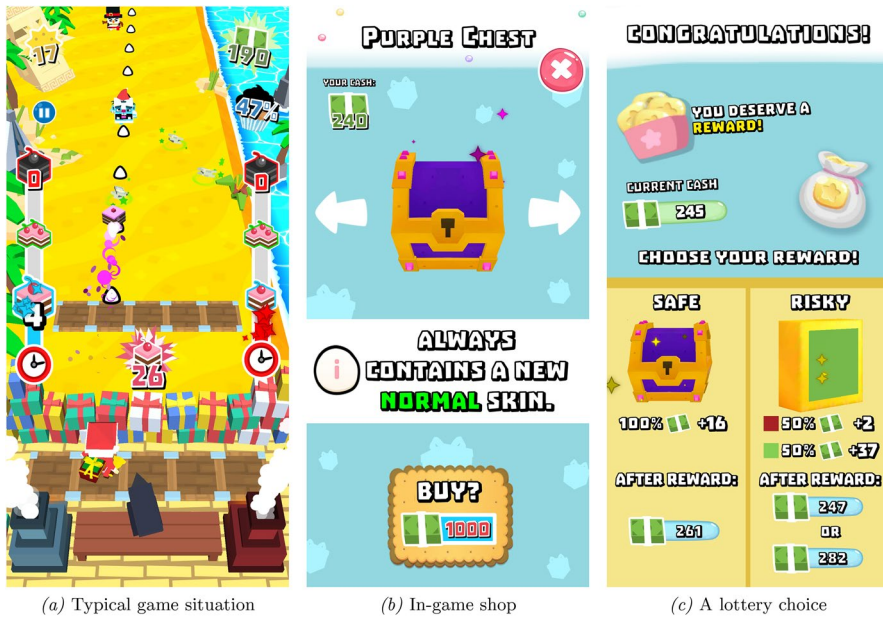 17
190
47%
0
0
4
26
A
(a) Typical game situation
PURPLE CHEST
YOUR CASH:
240
T
i
ALWAYS
CONTAINS A NEW
NORMAL SKIN.
BUY?
1000
(b) In-game shop
CONGRATULATIONS!
YOU DESERVE A
REWARD!
CURRENT CASH
245
CHOOSE YOUR REWARD!
SAFE
T
100% +16
AFTER REWARD:
261
RISKY
50% +2
50% +37
AFTER REWARD:
247
OR
282
(c) A lottery choice